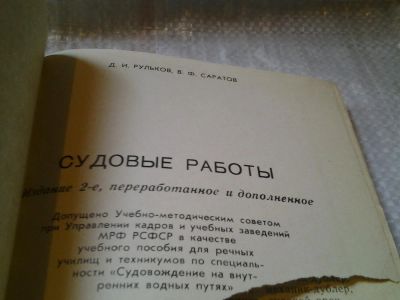 Д. И. РУЛЬКОВ, В. Ф. САРАТОВ
СУДОВЫЕ РАБОТЫ
Издание 2-е, переработанное и дополненное
Допущено Учебно-методическим советом
при Управлении кадров и учебных заведений
МРФ РСФСР в качестве
учебного пособия для речных
училищ и техникумов по специаль-
ности «Судовождение на внут-
ренних водных путях»